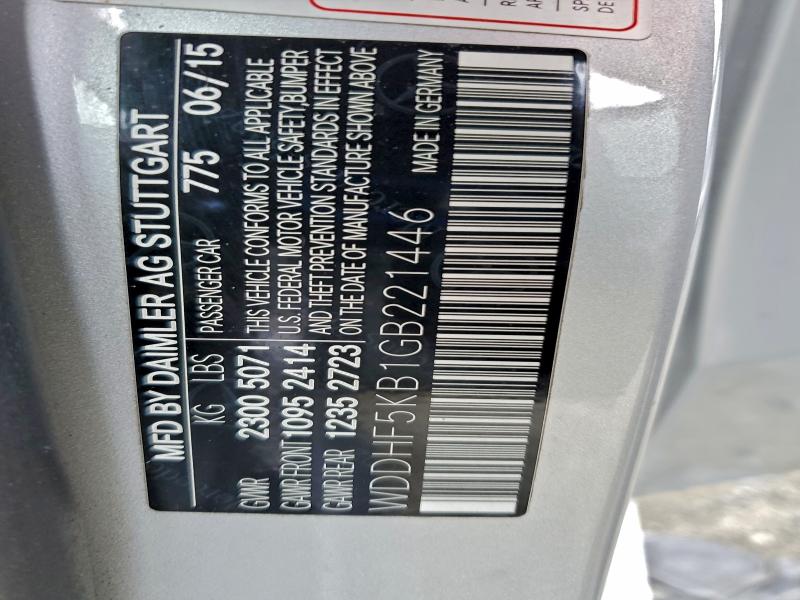 MFD BY DAIMLER AG STUTTGART
KG LBS PASSENGER CAR 775 06/15
GVWR 2300 5071 THIS VEHICLE CONFORMS TO ALL APPLICABLE
GAWR FRONT 1095 2414 U.S. FEDERAL MOTOR VEHICLE SAFETY, BUMPER
GAWR REAR 1235 2723 AND THEFT PREVENTION STANDARDS IN EFFECT
ON THE DATE OF MANUFACTURE SHOWN ABOVE
WDDHF5KB1GB221446 MADE IN GERMANY